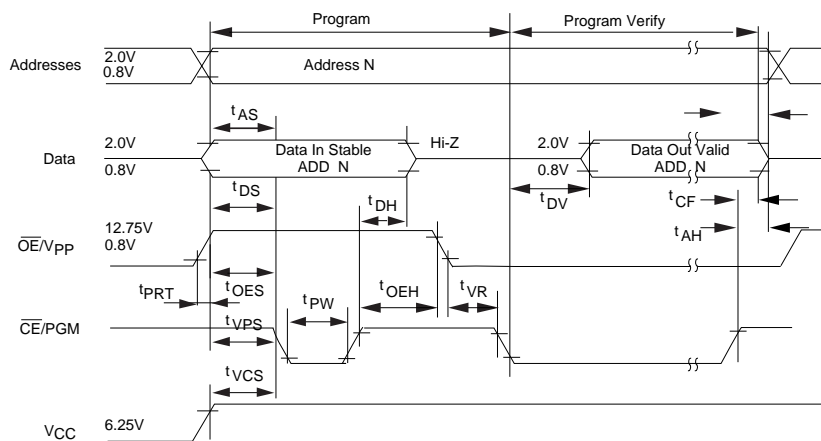 Program
Program Verify
Addresses
2.0V
0.8V
Address N
tAS
Data
2.0V
0.8V
Data In Stable
ADD N
Hi-Z
2.0V
0.8V
Data Out Valid
ADD N
tDS
tDH
tDV
tCF
tAH
OE/VPP
12.75V
0.8V
tPRT
tOES
tPW
tOEH
tVR
CE/PGM
tVPS
tVCS
VCC
6.25V